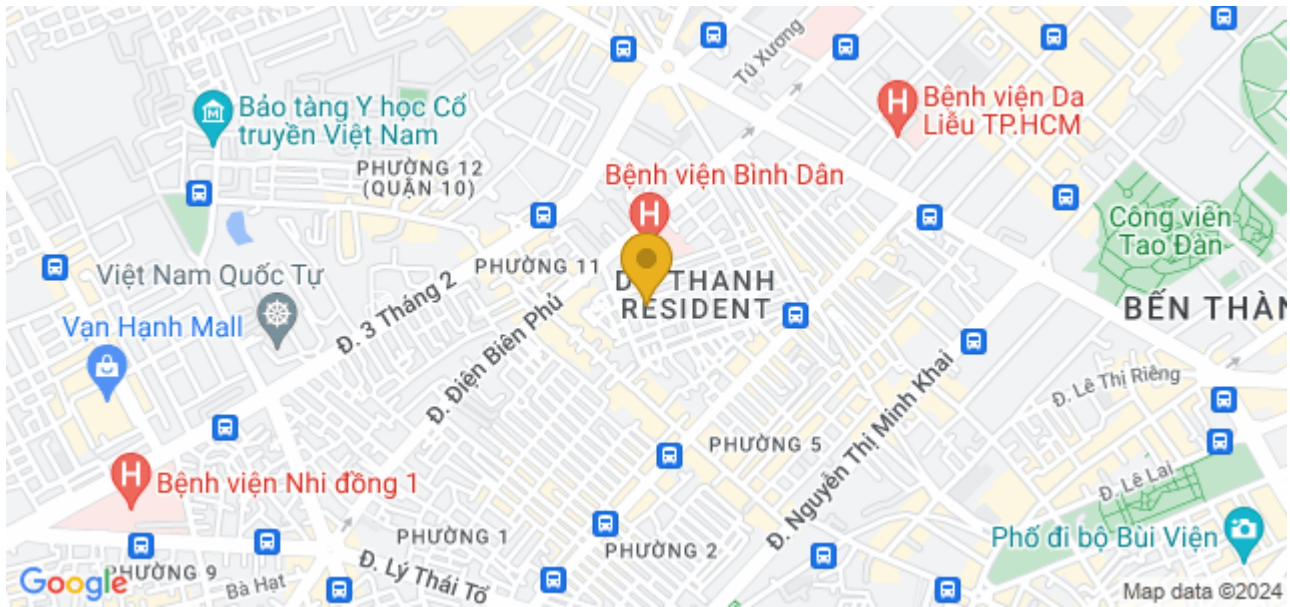 Tú Xương
Bảo tàng Y học Cổ
truyền Việt Nam
Bệnh viện Da
Liễu TP.HCM
PHƯỜNG 12
(QUẬN 10)
Bệnh viện Bình Dân
Công viên
Tao Đàn
PHƯỜNG 11
Việt Nam Quốc Tự
THANH
RESIDENT
Đ. 3 Tháng 2
BẾN THÀN
Vạn Hạnh Mall
Đ. Điện Biên Phủ
Đ. Lê Thị Riêng
Đ. Nguyễn Thị Minh Khai
PHƯỜNG 5
Bệnh viện Nhi đồng 1
Đ. Lê Lai
PHƯỜNG 1
PHƯỜNG 2
Phố đi bộ Bùi Viện
Đ. Lý Thái Tổ
PHƯỜNG 9
Bà Hạt
Google
Map data ©2024